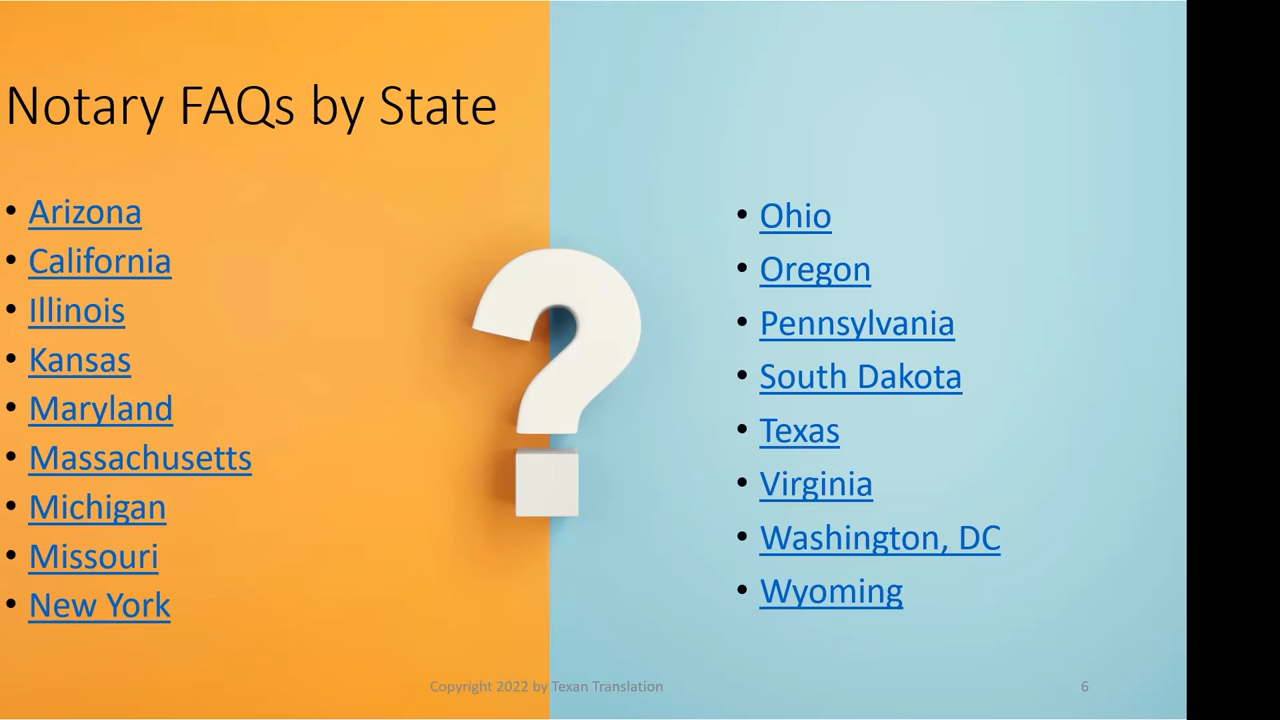 Notary FAQs by State
• Arizona
• California
• Illinois
• Kansas
• Maryland
• Massachusetts
• Michigan
• Missouri
• New York
• Ohio
• Oregon
• Pennsylvania
• South Dakota
• Texas
• Virginia
• Washington, DC
• Wyoming
?
Copyright 2022 by Texan Translation
6